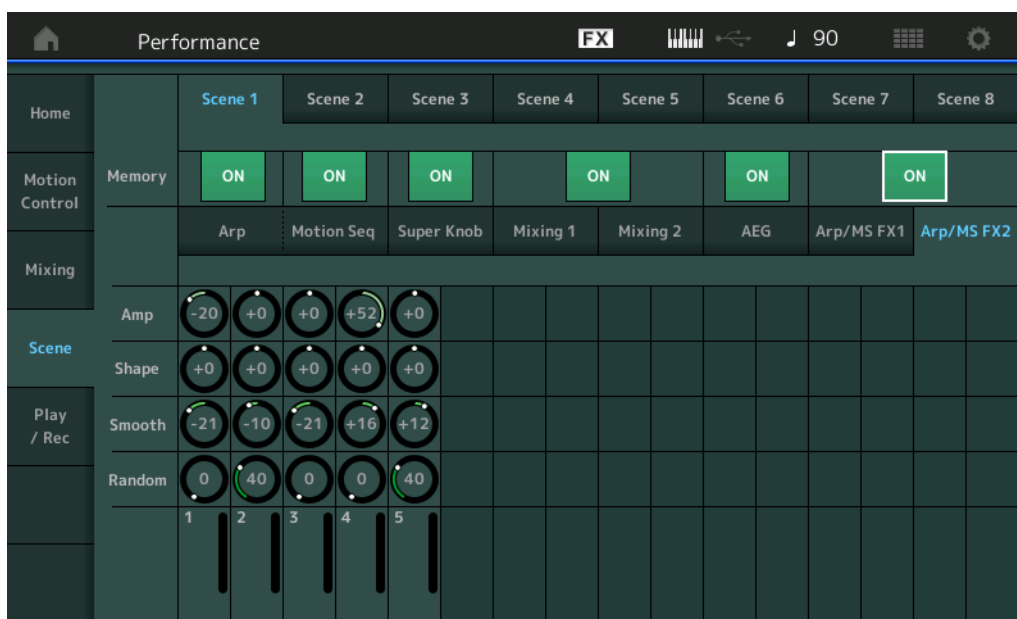 Performance FX 90
Scene 1 Scene 2 Scene 3 Scene 4 Scene 5 Scene 6 Scene 7 Scene 8
Home
Memory ON ON ON ON ON ON
Motion
Control
Arp Motion Seq Super Knob Mixing 1 Mixing 2 AEG Arp/MS FX1 Arp/MS FX2
Mixing
Amp -20 +0 +0 +52 +0
Scene
Shape +0 +0 +0 +0 +0
Play
/ Rec
Smooth -21 -10 -21 +16 +12
Random 0 40 0 0 40
1 2 3 4 5